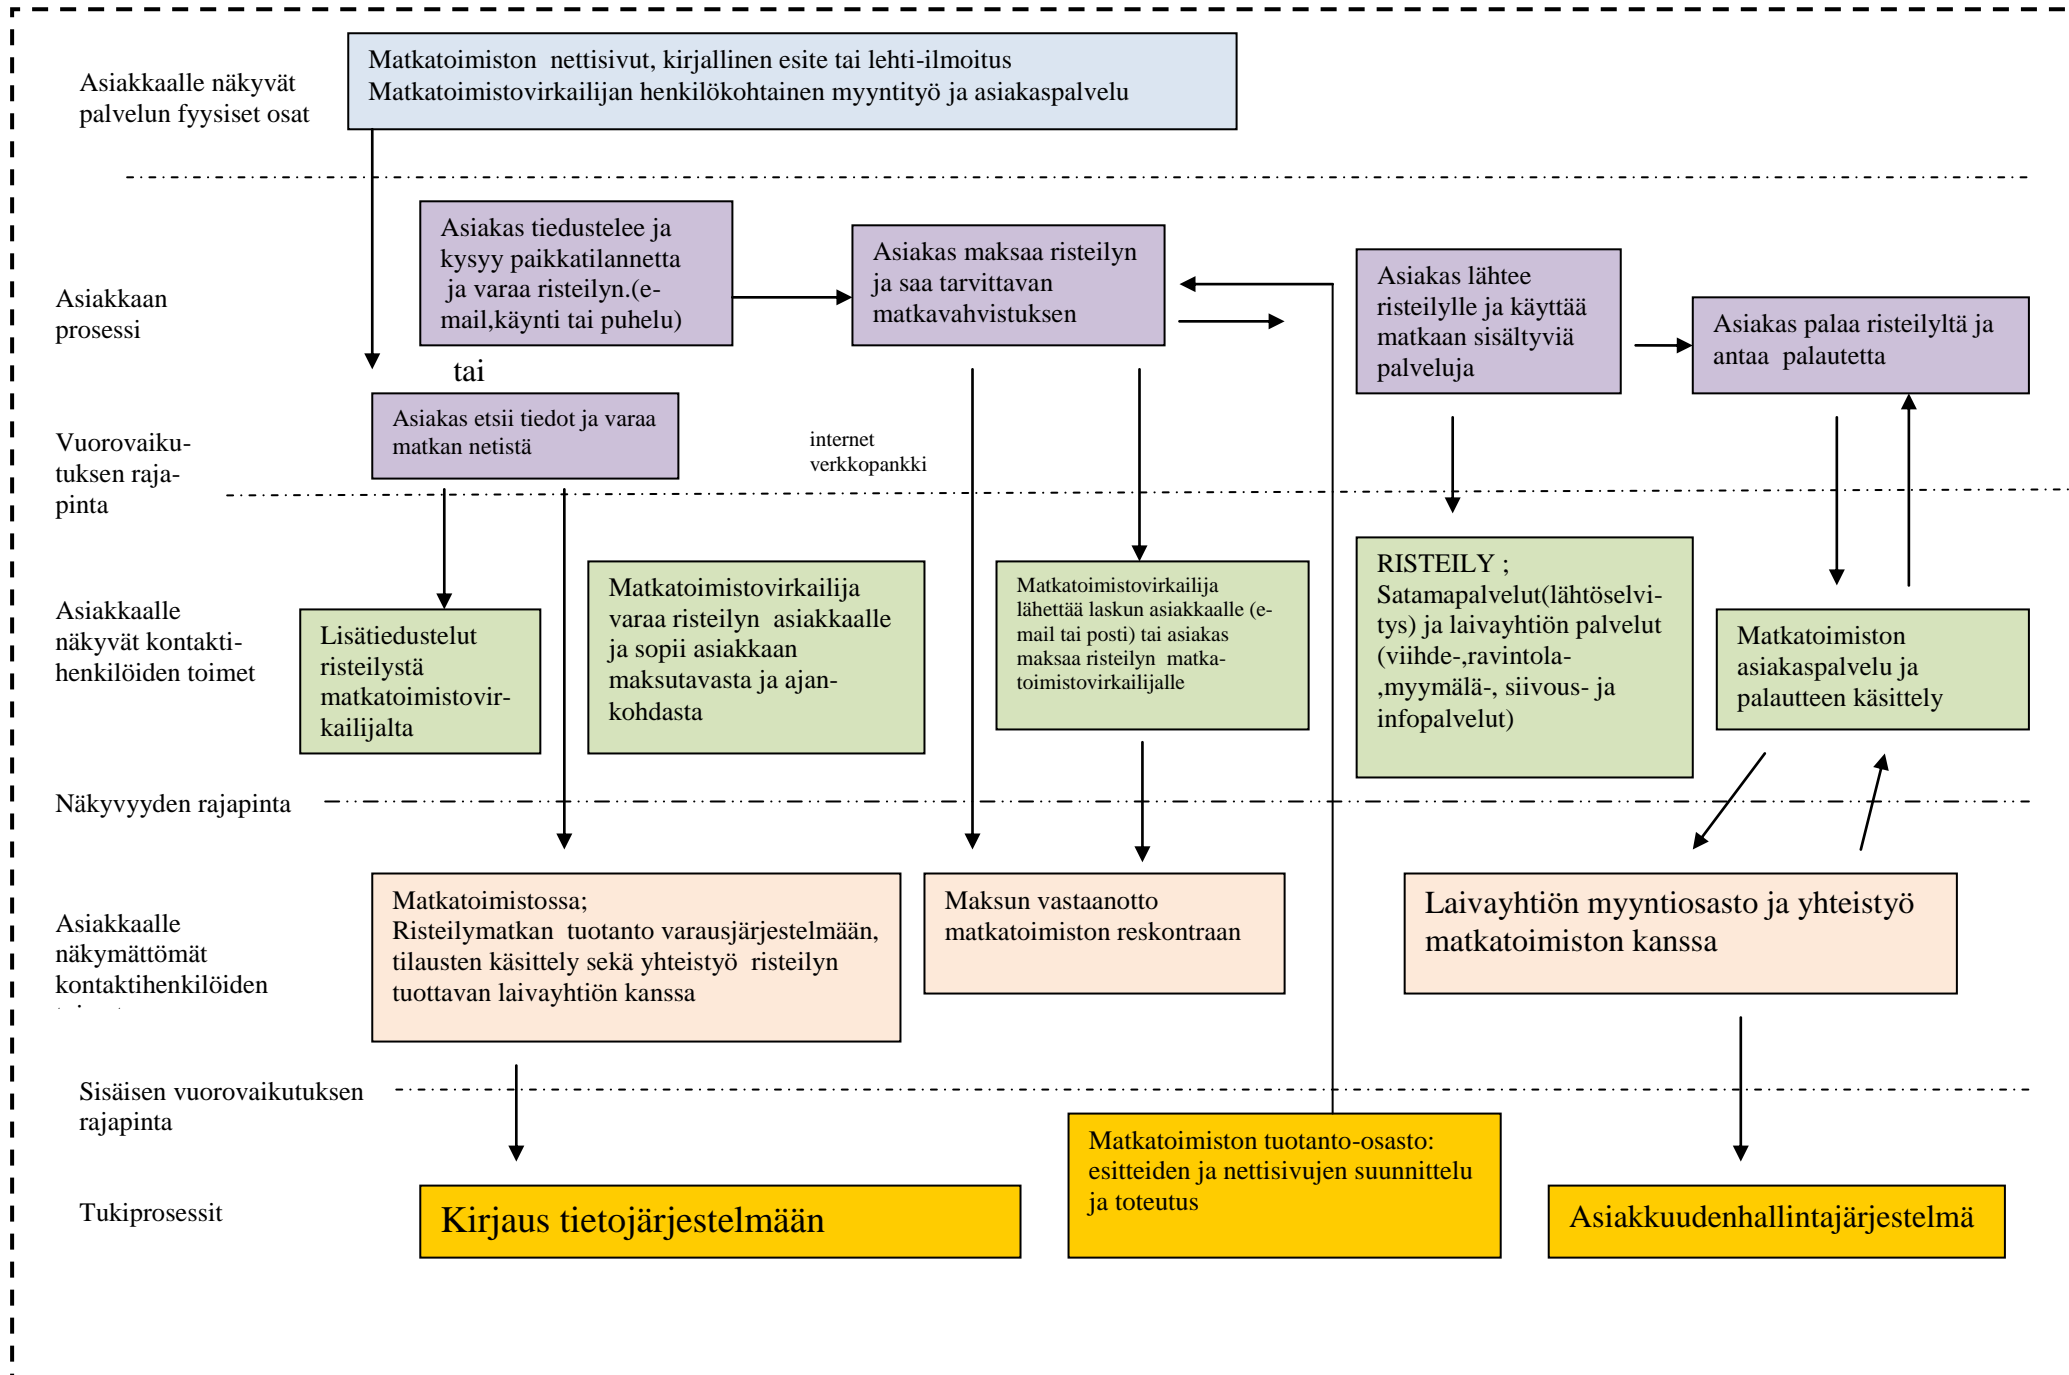 Asiakkaalle näkyvät
palvelun fyysiset osat
Matkatoimiston nettisivut, kirjallinen esite tai lehti-ilmoitus
Matkatoimistovirkailijan henkilökohtainen myyntityö ja asiakaspalvelu
Asiakkaan
prosessi
Asiakas tiedustelee ja
kysyy paikkatilannetta
ja varaa risteilyn.(e-
mail,käynti tai puhelu)
tai
Asiakas etsii tiedot ja varaa
matkan netistä
Asiakas maksaa risteilyn
ja saa tarvittavan
matkavahvistuksen
Asiakas lähtee
risteilylle ja käyttää
matkaan sisältyviä
palveluja
Asiakas palaa risteilyltä ja
antaa palautetta
Vuorovaiku-
tuksen raja-
pinta
internet
verkkopankki
Asiakkaalle
näkyvät kontakti-
henkilöiden toimet
Lisätiedustelut
risteilystä
matkatoimistovir-
kailijalta
Matkatoimistovirkailija
varaa risteilyn asiakkaalle
ja sopii asiakkaan
maksutavasta ja ajan-
kohdasta
Matkatoimistovirkailija
lähettää laskun asiakkaalle (e-
mail tai posti) tai asiakas
maksaa risteilyn matka-
toimistovirkailijalle
RISTEILY ;
Satamapalvelut(lähtöselvi-
tys) ja laivayhtiön palvelut
(viihde-,ravintola-
,myymälä-, siivous- ja
infopalvelut)
Matkatoimiston
asiakaspalvelu ja
palautteen käsittely
Näkyvyyden rajapinta
Asiakkaalle
näkymättömät
kontaktihenkilöiden
Matkatoimistossa;
Risteilymatkan tuotanto varausjärjestelmään,
tilausten käsittely sekä yhteistyö risteilyn
tuottavan laivayhtiön kanssa
Maksun vastaanotto
matkatoimiston reskontraan
Laivayhtiön myyntiosasto ja yhteistyö
matkatoimiston kanssa
Sisäisen vuorovaikutuksen
rajapinta
Tukiprosessit
Kirjaus tietojärjestelmään
Matkatoimiston tuotanto-osasto:
esitteiden ja nettisivujen suunnittelu
ja toteutus
Asiakkuudenhallintajärjestelmä